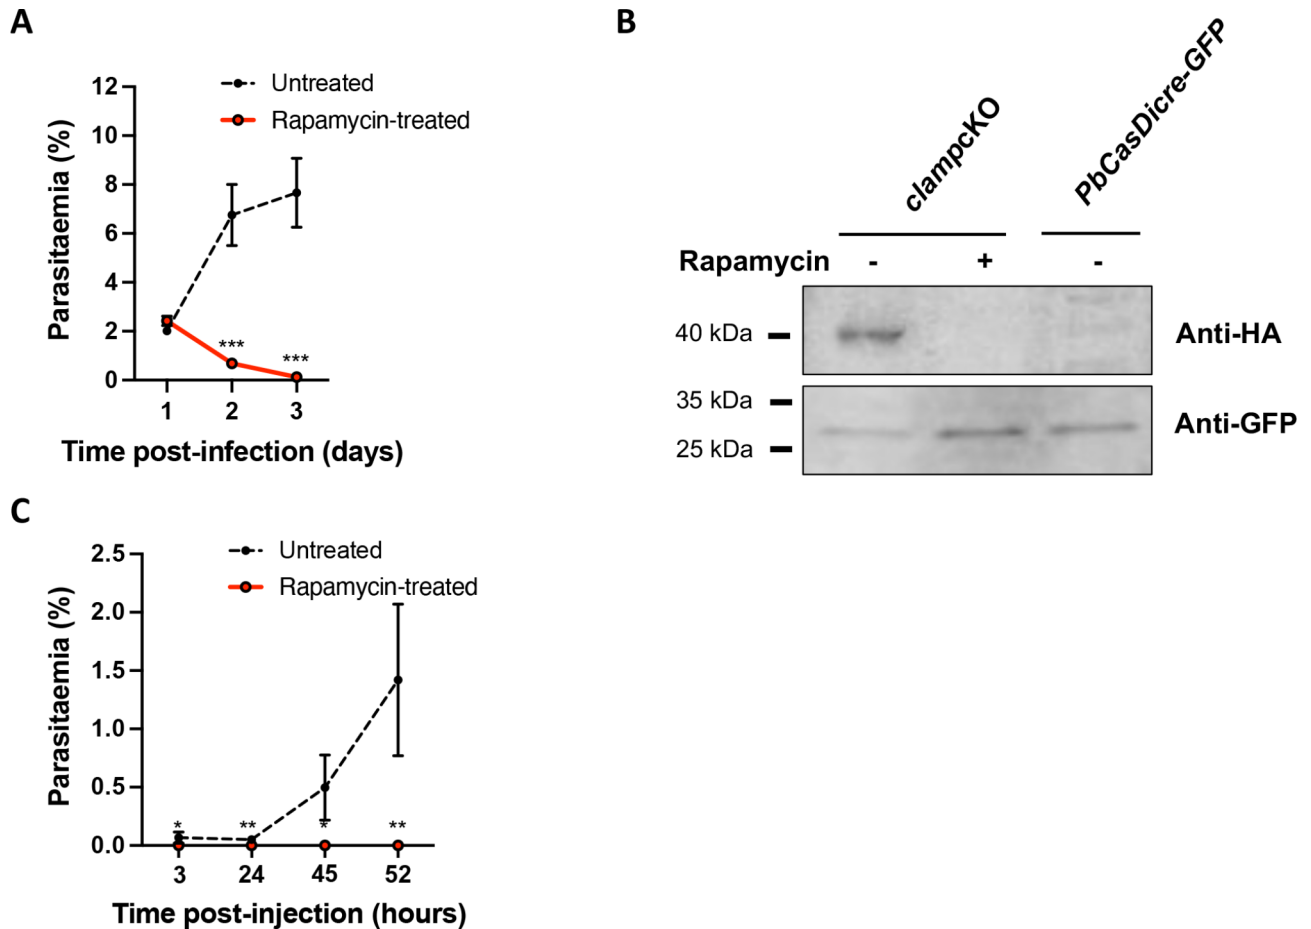 A
Untreated
Rapamycin-treated
12
10
8
6
4
2
0
Parasitaemia (%)
*** ***
1 2 3
Time post-infection (days)
B
clampcKO
PbCasDicre-GFP
Rapamycin - + -
40 kDa
Anti-HA
35 kDa
25 kDa
Anti-GFP
C
Untreated
Rapamycin-treated
2.5
2.0
1.5
1.0
0.5
0.0
Parasitaemia (%)
* ** * **
3 24 45 52
Time post-injection (hours)